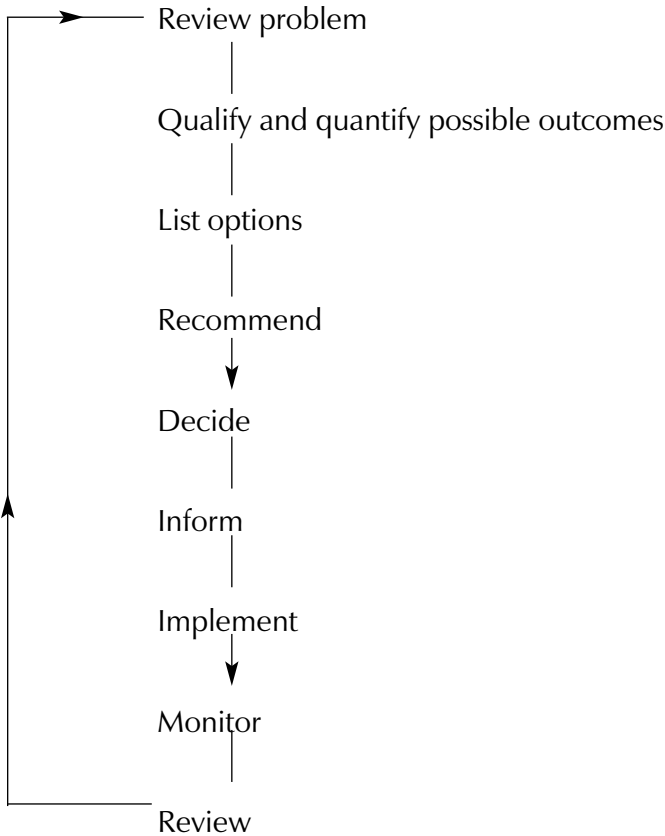 Review problem
Qualify and quantify possible outcomes
List options
Recommend
Decide
Inform
Implement
Monitor
Review